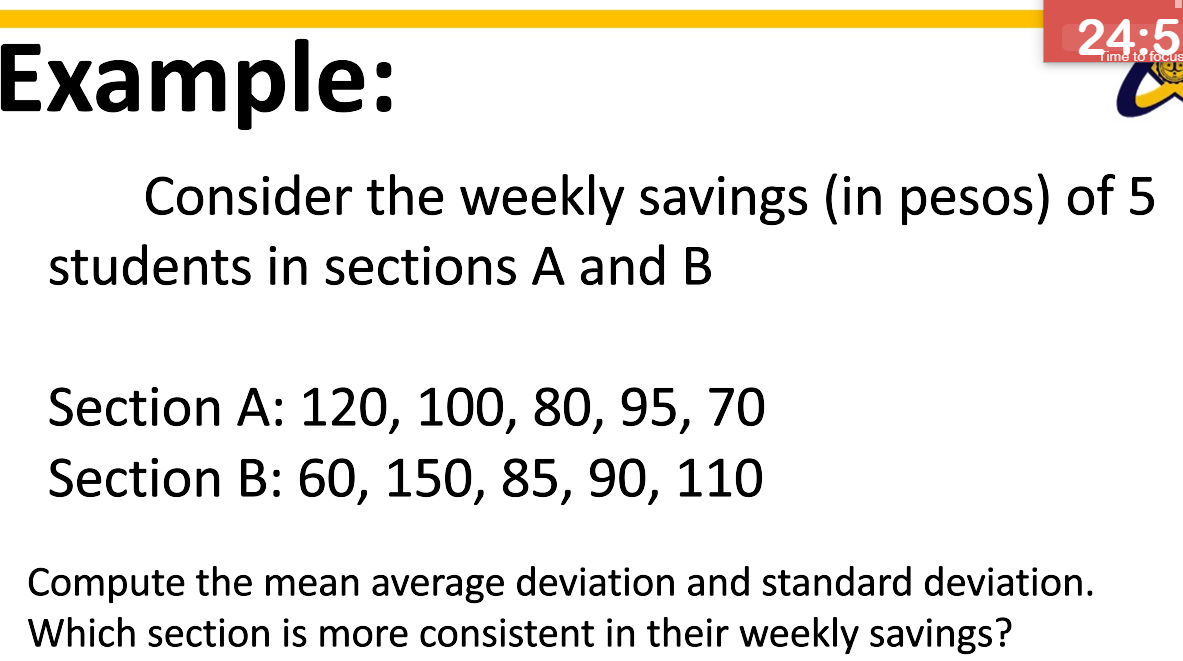 24:5
Time to focus
Example:
Consider the weekly savings (in pesos) of 5
students in sections A and B
Section A: 120, 100, 80, 95, 70
Section B: 60, 150, 85, 90, 110
Compute the mean average deviation and standard deviation.
Which section is more consistent in their weekly savings?